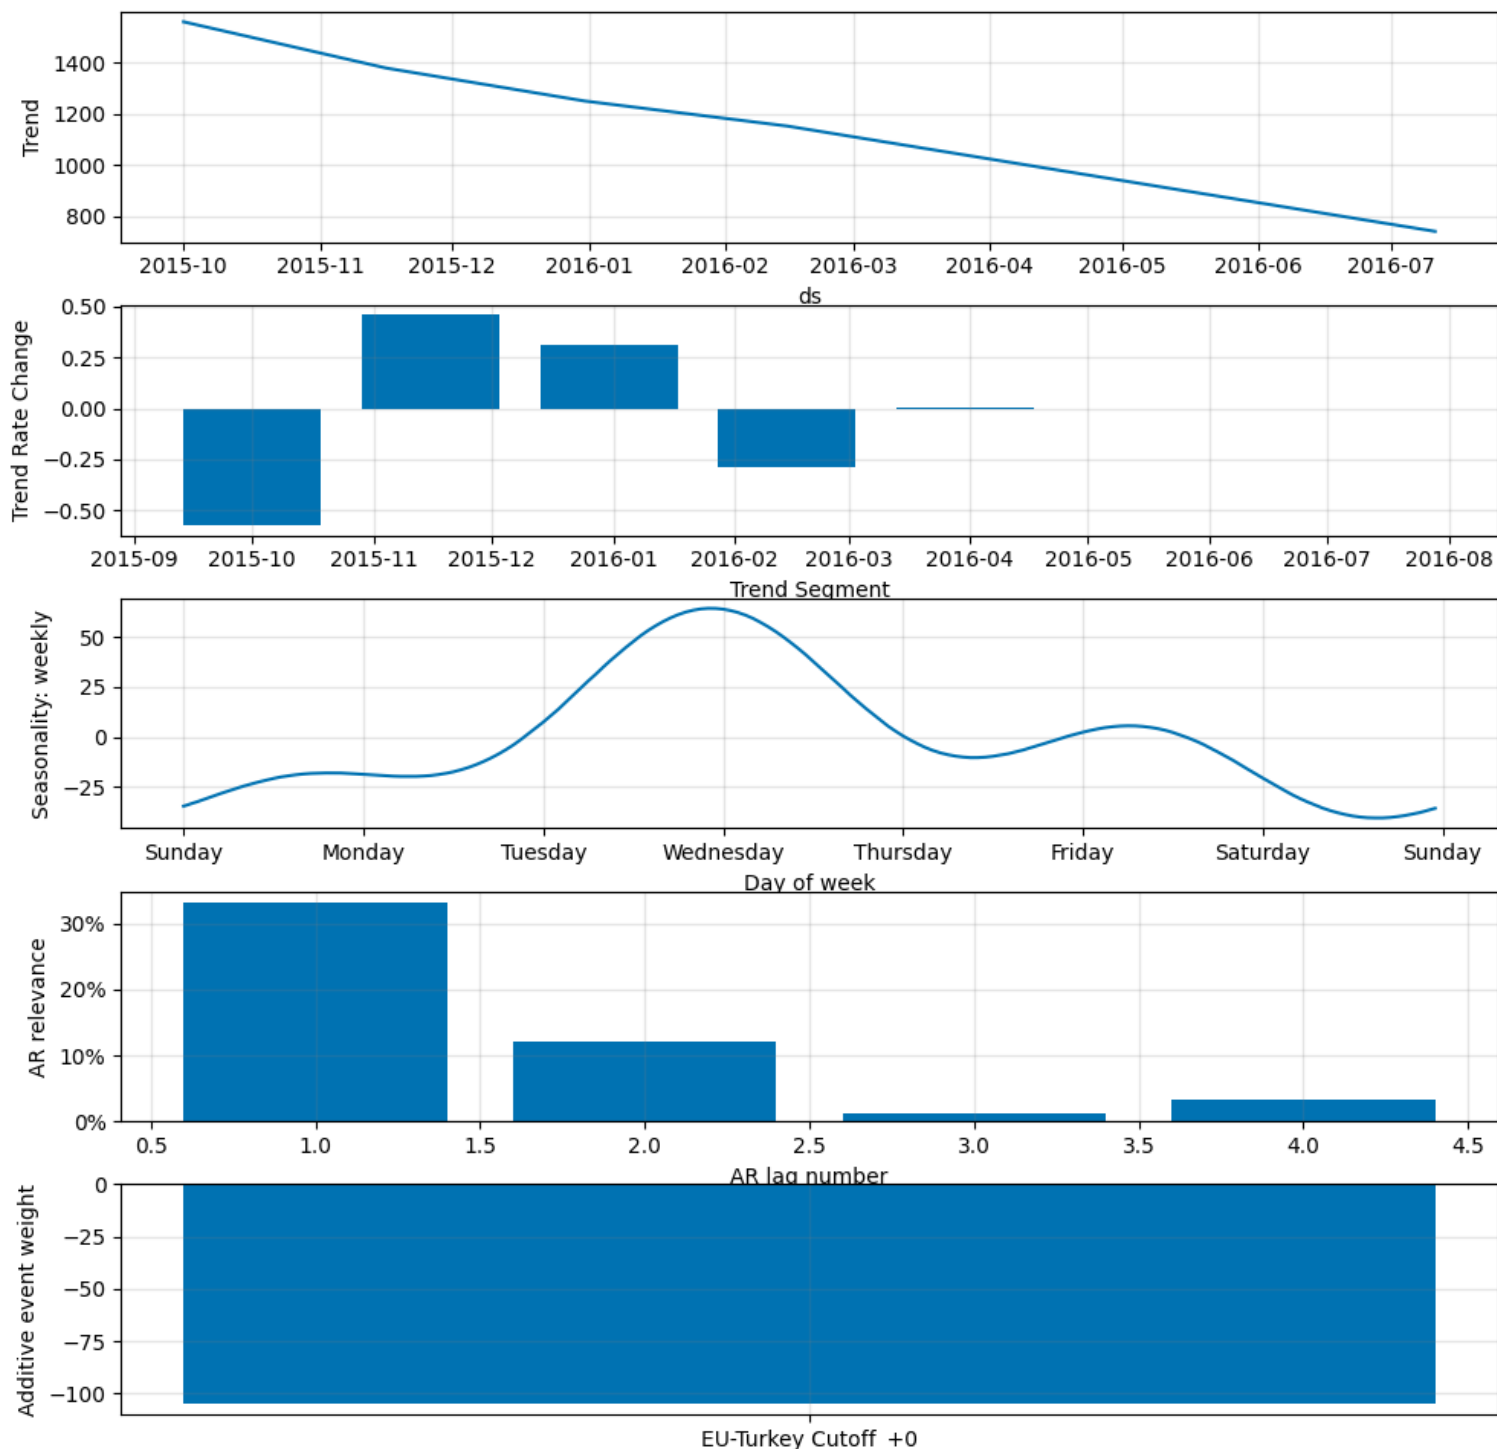 1400
1200
1000
800
Trend
2015-10 2015-11 2015-12 2016-01 2016-02 2016-03 2016-04 2016-05 2016-06 2016-07
ds
0.50
0.25
0.00
−0.25
−0.50
Trend Rate Change
2015-09 2015-10 2015-11 2015-12 2016-01 2016-02 2016-03 2016-04 2016-05 2016-06 2016-07 2016-08
Trend Segment
50
25
0
−25
Seasonality: weekly
Sunday Monday Tuesday Wednesday Thursday Friday Saturday Sunday
Day of week
30%
20%
10%
0%
AR relevance
0.5 1.0 1.5 2.0 2.5 3.0 3.5 4.0 4.5
AR lag number
0
−25
−50
−75
−100
Additive event weight
EU-Turkey Cutoff +0